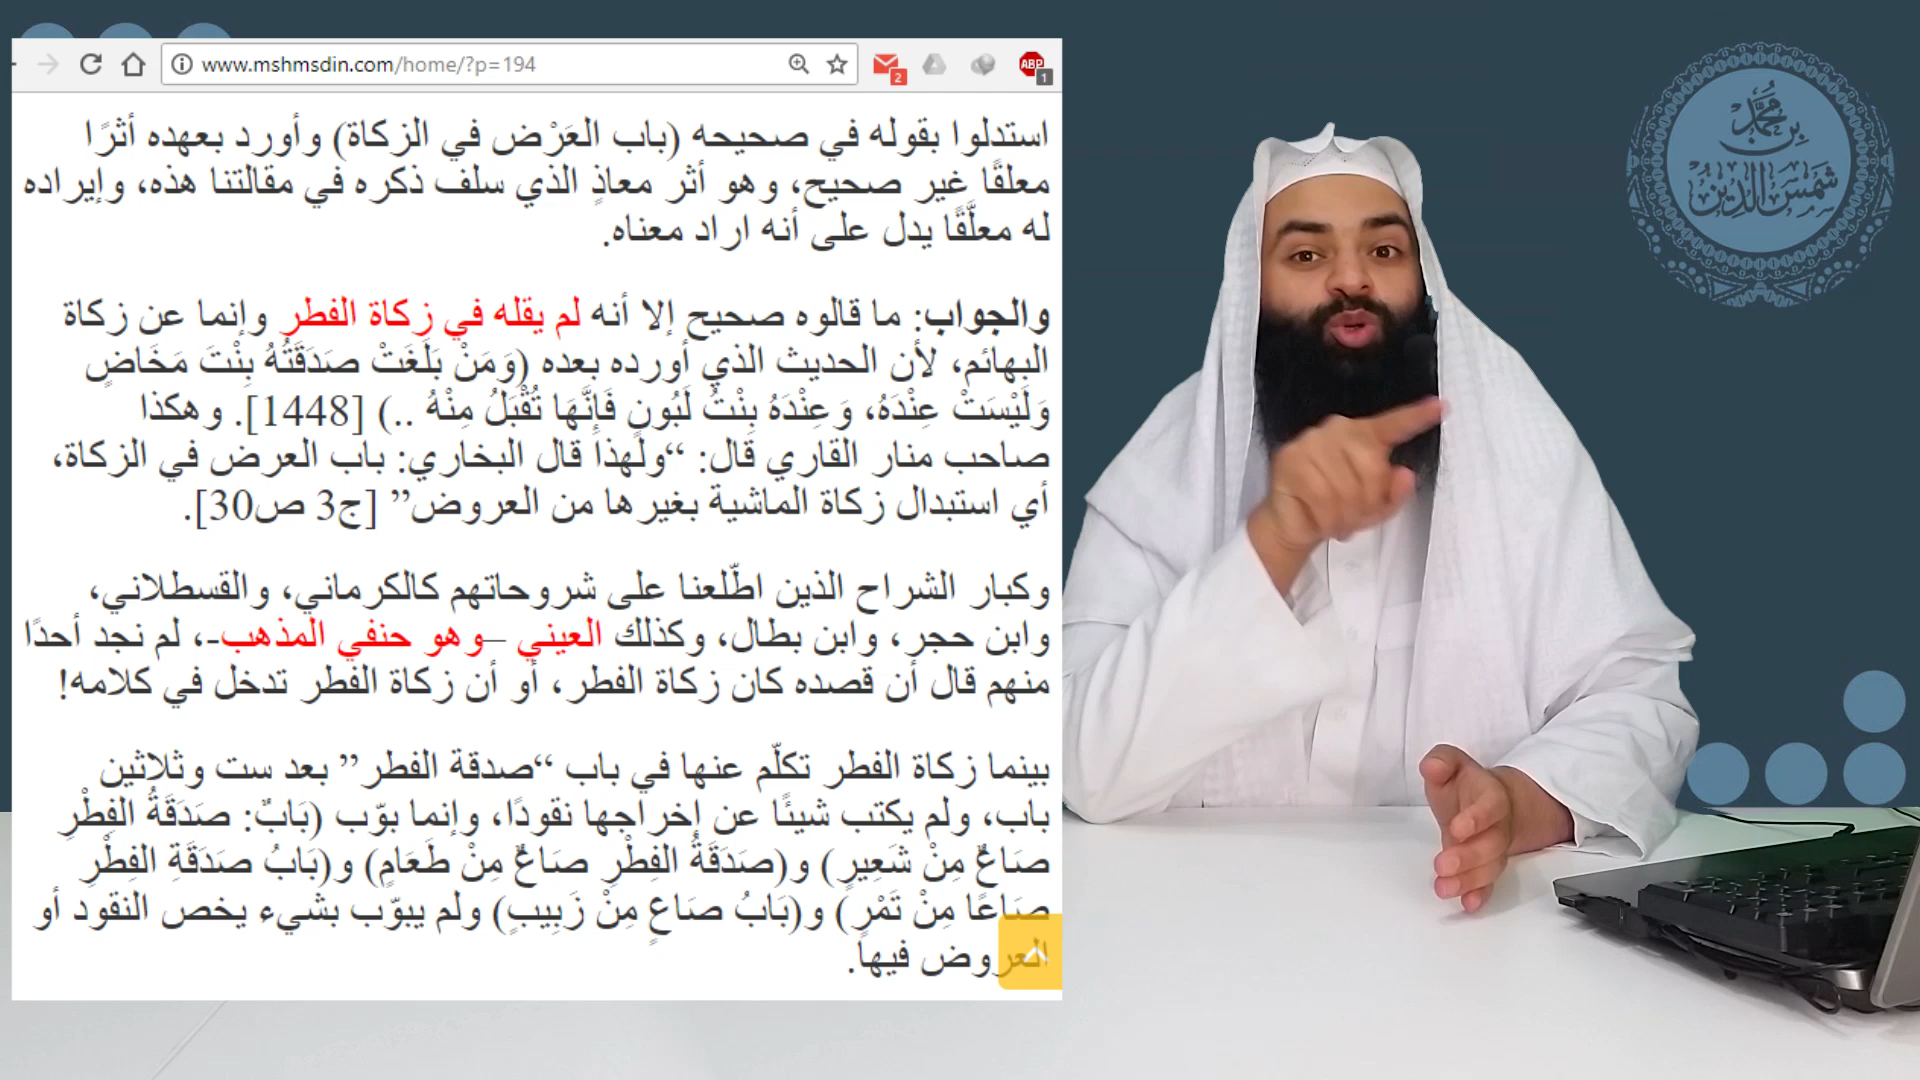 www.mshmsdin.com/home/?p=194
2
ABP
1
استدلوا بقوله في صحيحه (باب العَرْض في الزكاة) وأورد بعهده أثرًا
معلقًا غير صحيح، وهو أثر معاذٍ الذي سلف ذكره في مقالتنا هذه، وإيراده
له معلَّقًا يدل على أنه اراد معناه.
والجواب: ما قالوه صحيح إلا أنه لم يقله في زكاة الفطر وإنما عن زكاة
البهائم، لأن الحديث الذي أورده بعده (وَمَنْ بَلَغَتْ صَدَقَتُهُ بِنْتَ مَخَاضٍ
وَلَيْسَتْ عِنْدَهُ، وَعِنْدَهُ بِنْتُ لَبُونٍ فَإِنَّهَا تُقْبَلُ مِنْهُ ..) [1448]. وهكذا
صاحب منار القاري قال: “ولهذا قال البخاري: باب العرض في الزكاة،
أي استبدال زكاة الماشية بغيرها من العروض” [ج3 ص30].
وكبار الشراح الذين اطّلعنا على شروحاتهم كالكرماني، والقسطلاني،
وابن حجر، وابن بطال، وكذلك العيني –وهو حنفي المذهب-، لم نجد أحدًا
منهم قال أن قصده كان زكاة الفطر، أو أن زكاة الفطر تدخل في كلامه!
بينما زكاة الفطر تكلّم عنها في باب “صدقة الفطر” بعد ست وثلاثين
باب، ولم يكتب شيئًا عن إخراجها نقودًا، وإنما بوّب (بَابٌ: صَدَقَةُ الفِطْرِ
صَاعٌ مِنْ شَعِيرٍ) و(صَدَقَةُ الفِطْرِ صَاعٌ مِنْ طَعَامٍ) و(بَابُ صَدَقَةِ الفِطْرِ
صَاعًا مِنْ تَمْرٍ) و(بَابُ صَاعٍ مِنْ زَبِيبٍ) ولم يبوّب بشيء يخص النقود أو
العروض فيها.
مُحَمَّد
بِن
شَمْسُ الدِّين